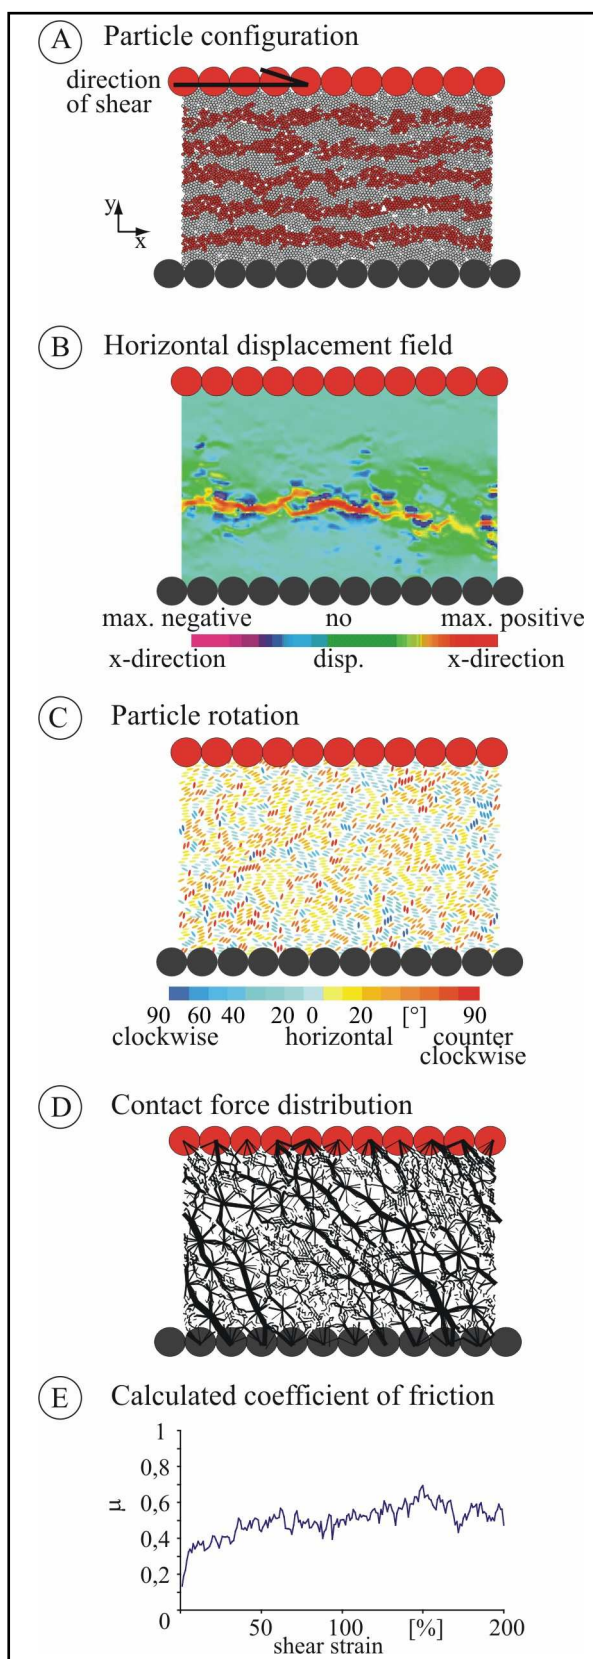 A Particle configuration
direction
of shear
y
x
B Horizontal displacement field
max. negative no max. positive
x-direction disp. x-direction
C Particle rotation
90 60 40 20 0 20 [°] 90
clockwise horizontal counter
clockwise
D Contact force distribution
E Calculated coefficient of friction
1
0,8
0,6
μ
0,4
0,2
0
50 100 [%] 200
shear strain